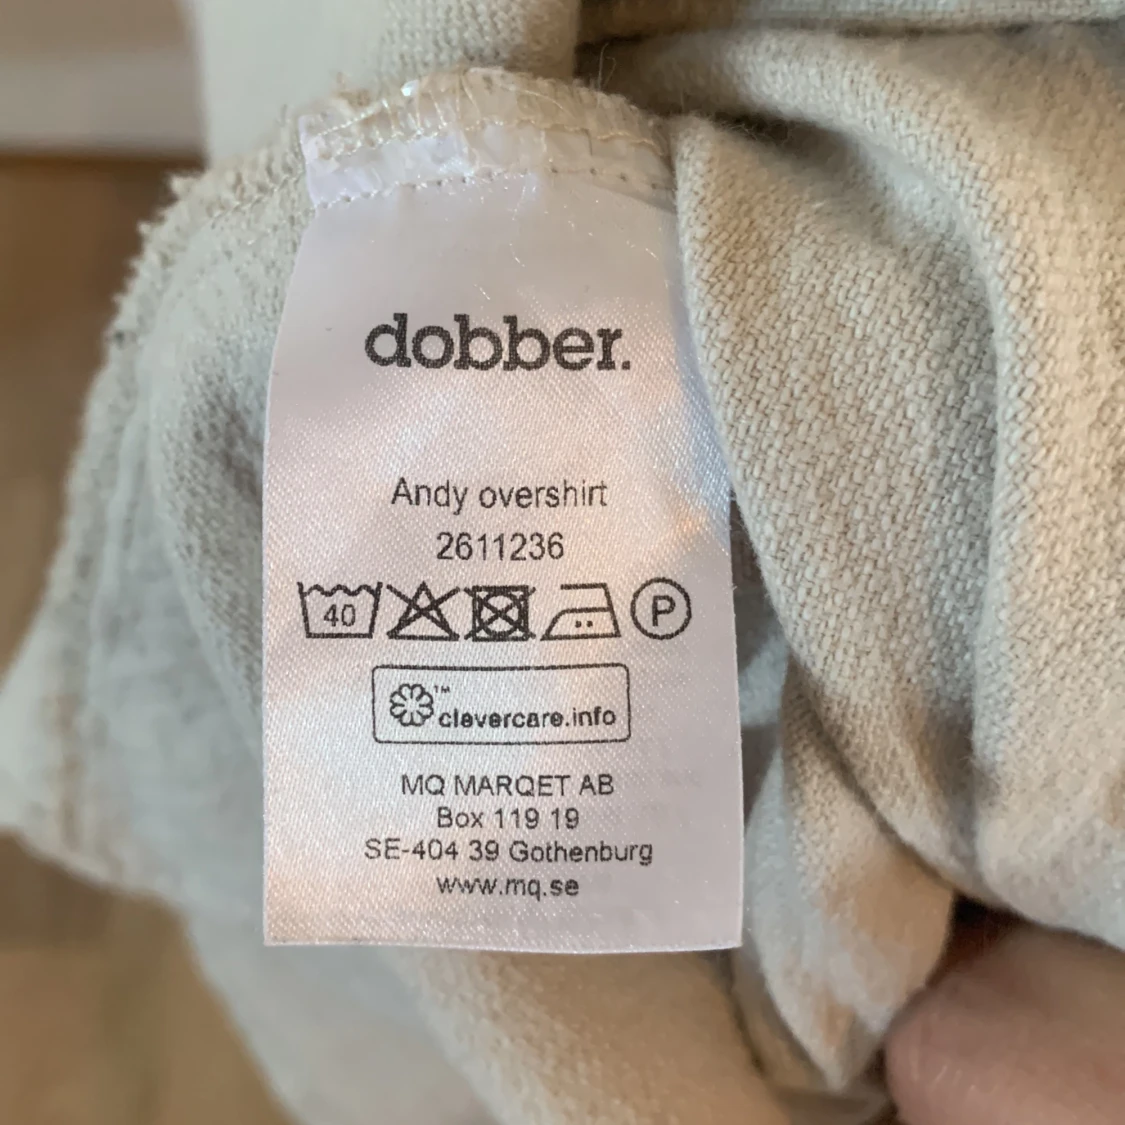 dobber.
Andy overshirt
2611236
40 P
™
clevercare.info
MQ MARQET AB
Box 119 19
SE-404 39 Gothenburg
www.mq.se